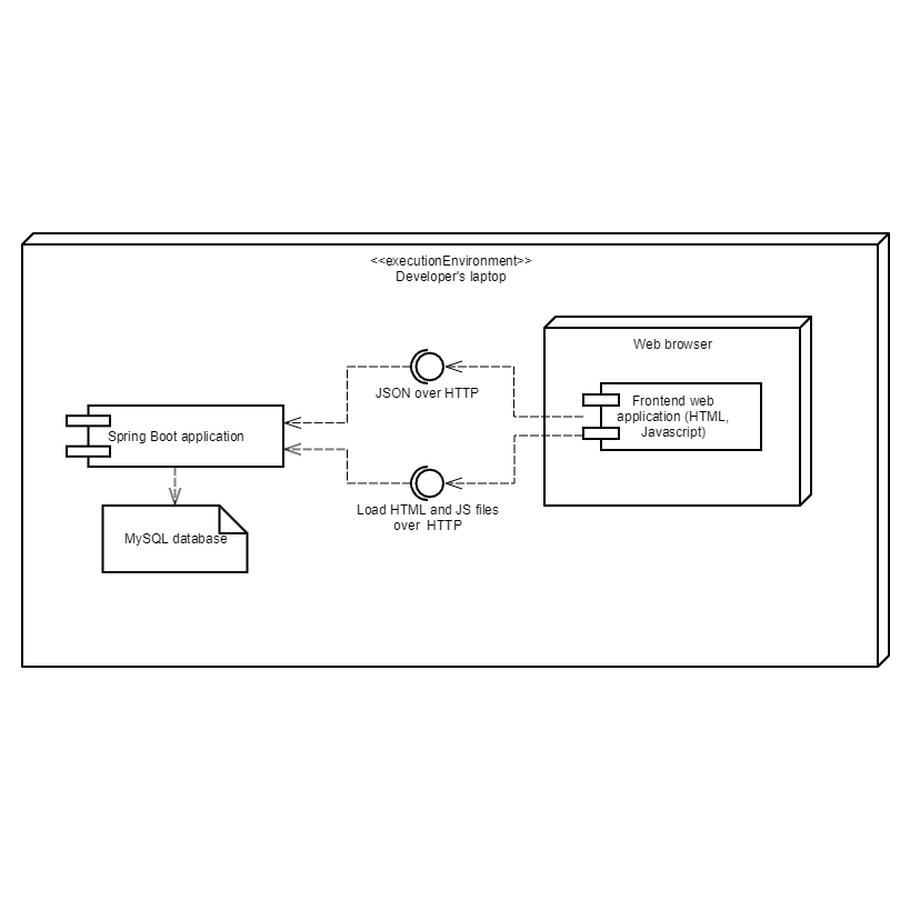 <<executionEnvironment>>
Developer's laptop
Web browser
JSON over HTTP
Frontend web
application (HTML,
Javascript)
Spring Boot application
Load HTML and JS files
over HTTP
MySQL database